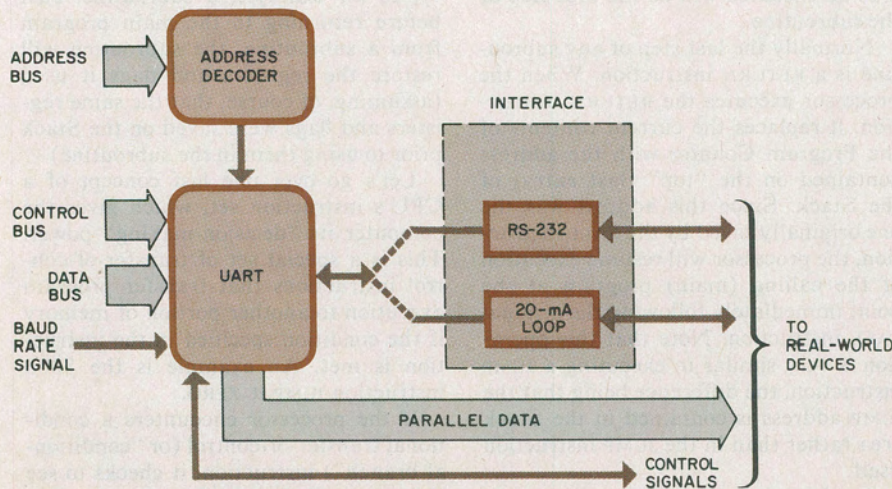 ADDRESS
BUS
ADDRESS
DECODER
INTERFACE
CONTROL
BUS
DATA
BUS
BAUD
RATE
SIGNAL
UART
RS-232
20-mA
LOOP
TO
REAL-WORLD
DEVICES
PARALLEL DATA
CONTROL
SIGNALS